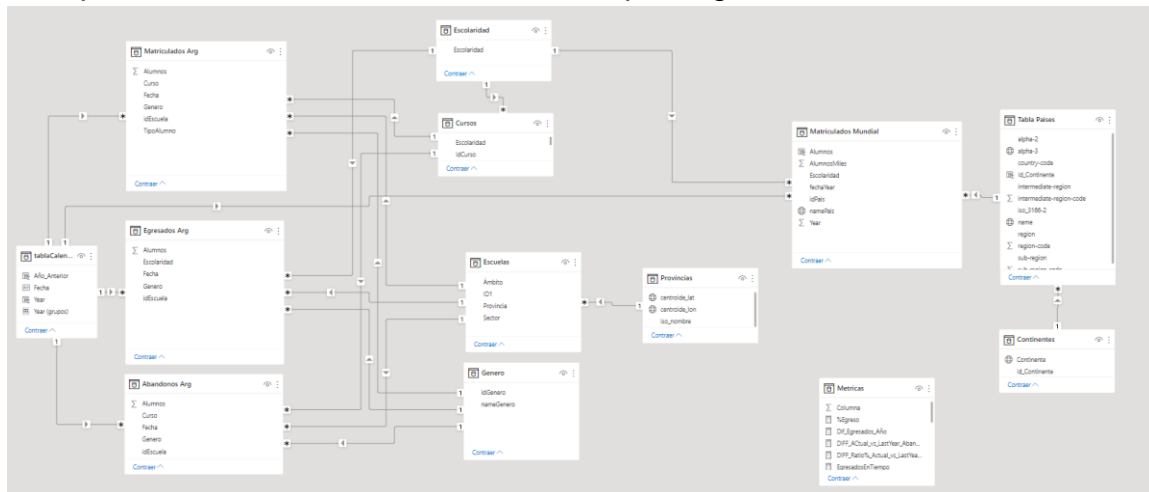 Matriculados Arg
Alumnos
Curso
Fecha
Genero
idEscuela
TipoAlumno
Contraer
Escolaridad
Escolaridad
Contraer
Cursos
Escolaridad
idCurso
Contraer
Matriculados Mundial
Alumnos
AlumnosMiles
Escolaridad
fechaYear
idPais
namePais
Year
Contraer
Tabla Paises
alpha-2
alpha-3
country-code
Id_Continente
intermediate-region
intermediate-region-code
iso_3166-2
name
region
region-code
sub-region
sub-region-code
Contraer
tablaCalen...
Año_Anterior
Fecha
Year
Year (grupos)
Contraer
Egresados Arg
Alumnos
Escolaridad
Fecha
Genero
idEscuela
Contraer
Escuelas
Ámbito
ID1
Provincia
Sector
Contraer
Provincias
centroide_lat
centroide_lon
iso_nombre
Contraer
Continentes
Continente
Id_Continente
Contraer
Abandonos Arg
Alumnos
Curso
Fecha
Genero
idEscuela
Contraer
Genero
idGenero
nameGenero
Contraer
Metricas
Columna
%Egreso
Dif_Egresados_Año
DIFF_ACtual_vs_LastYear_Aban...
DIFF_Ratio%_Actual_vs_LastYea...
EgresadosEnTiempo
Contraer